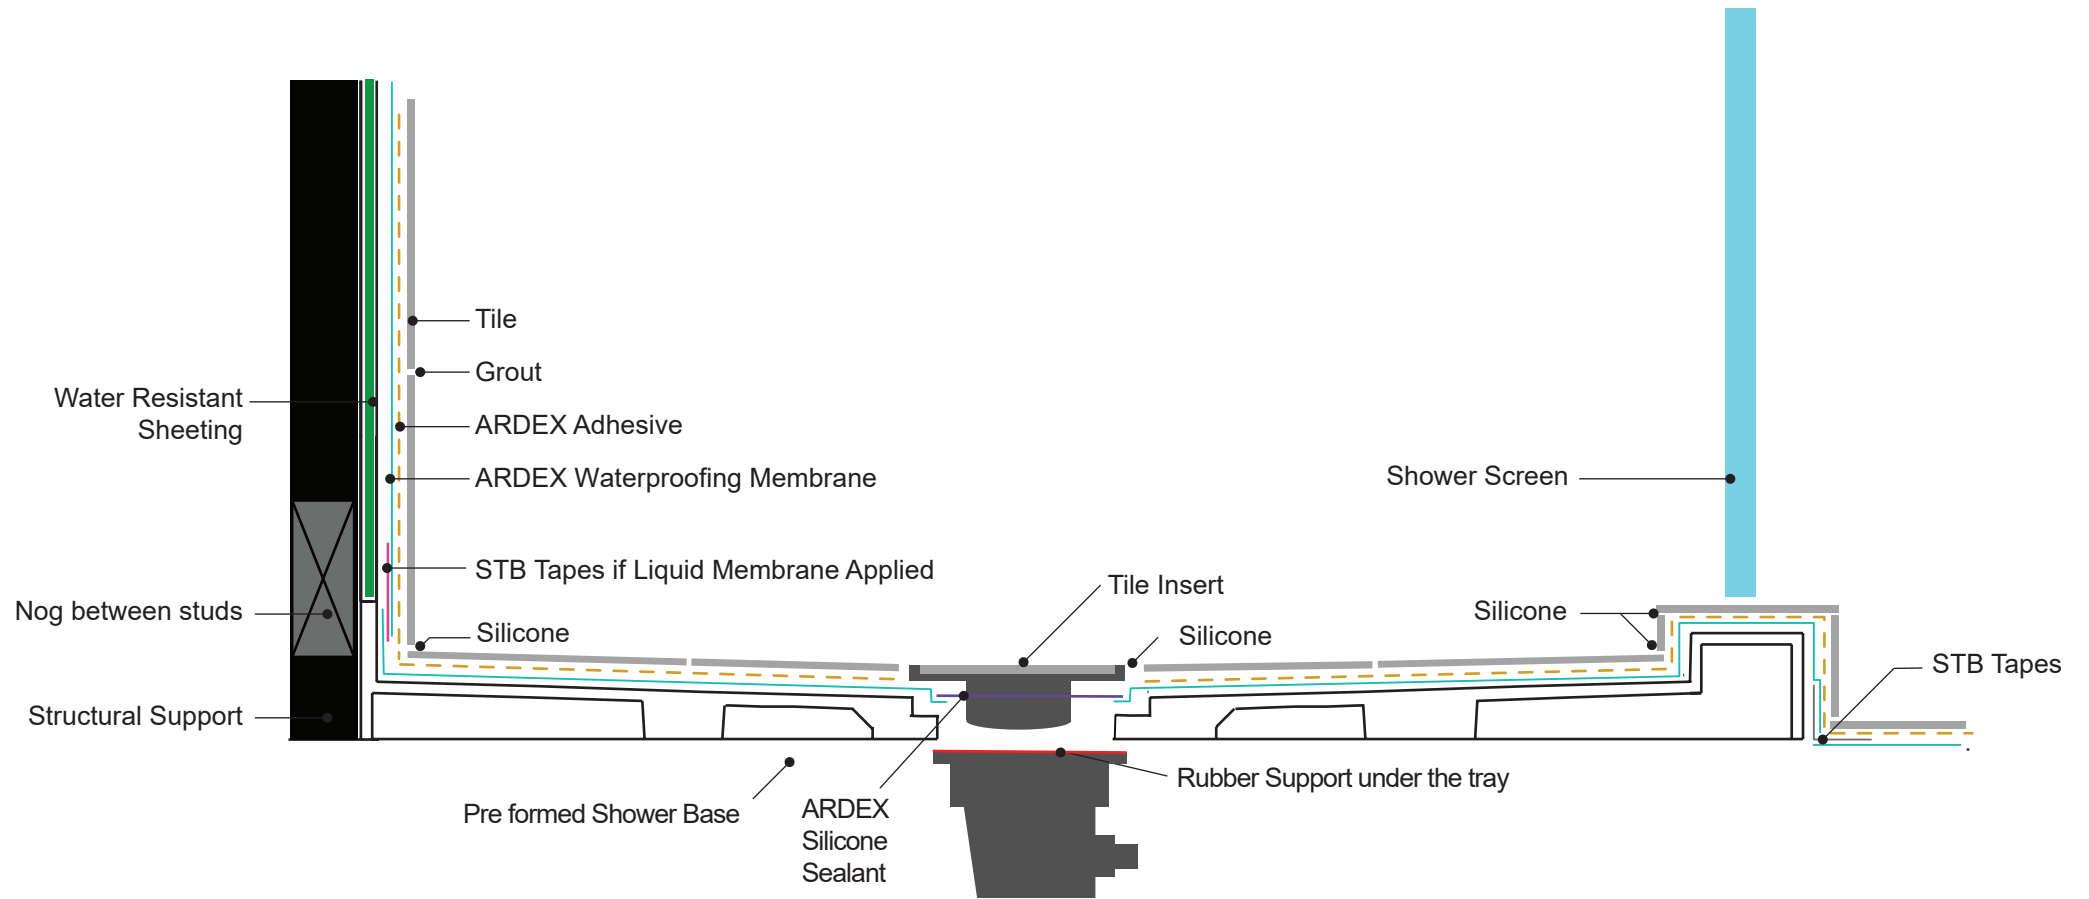 Tile
Grout
Water Resistant
Sheeting
ARDEX Adhesive
ARDEX Waterproofing Membrane
Shower Screen
STB Tapes if Liquid Membrane Applied
Tile Insert
Nog between studs
Silicone
Silicone
Silicone
STB Tapes
Structural Support
Rubber Support under the tray
Pre formed Shower Base
ARDEX
Silicone
Sealant